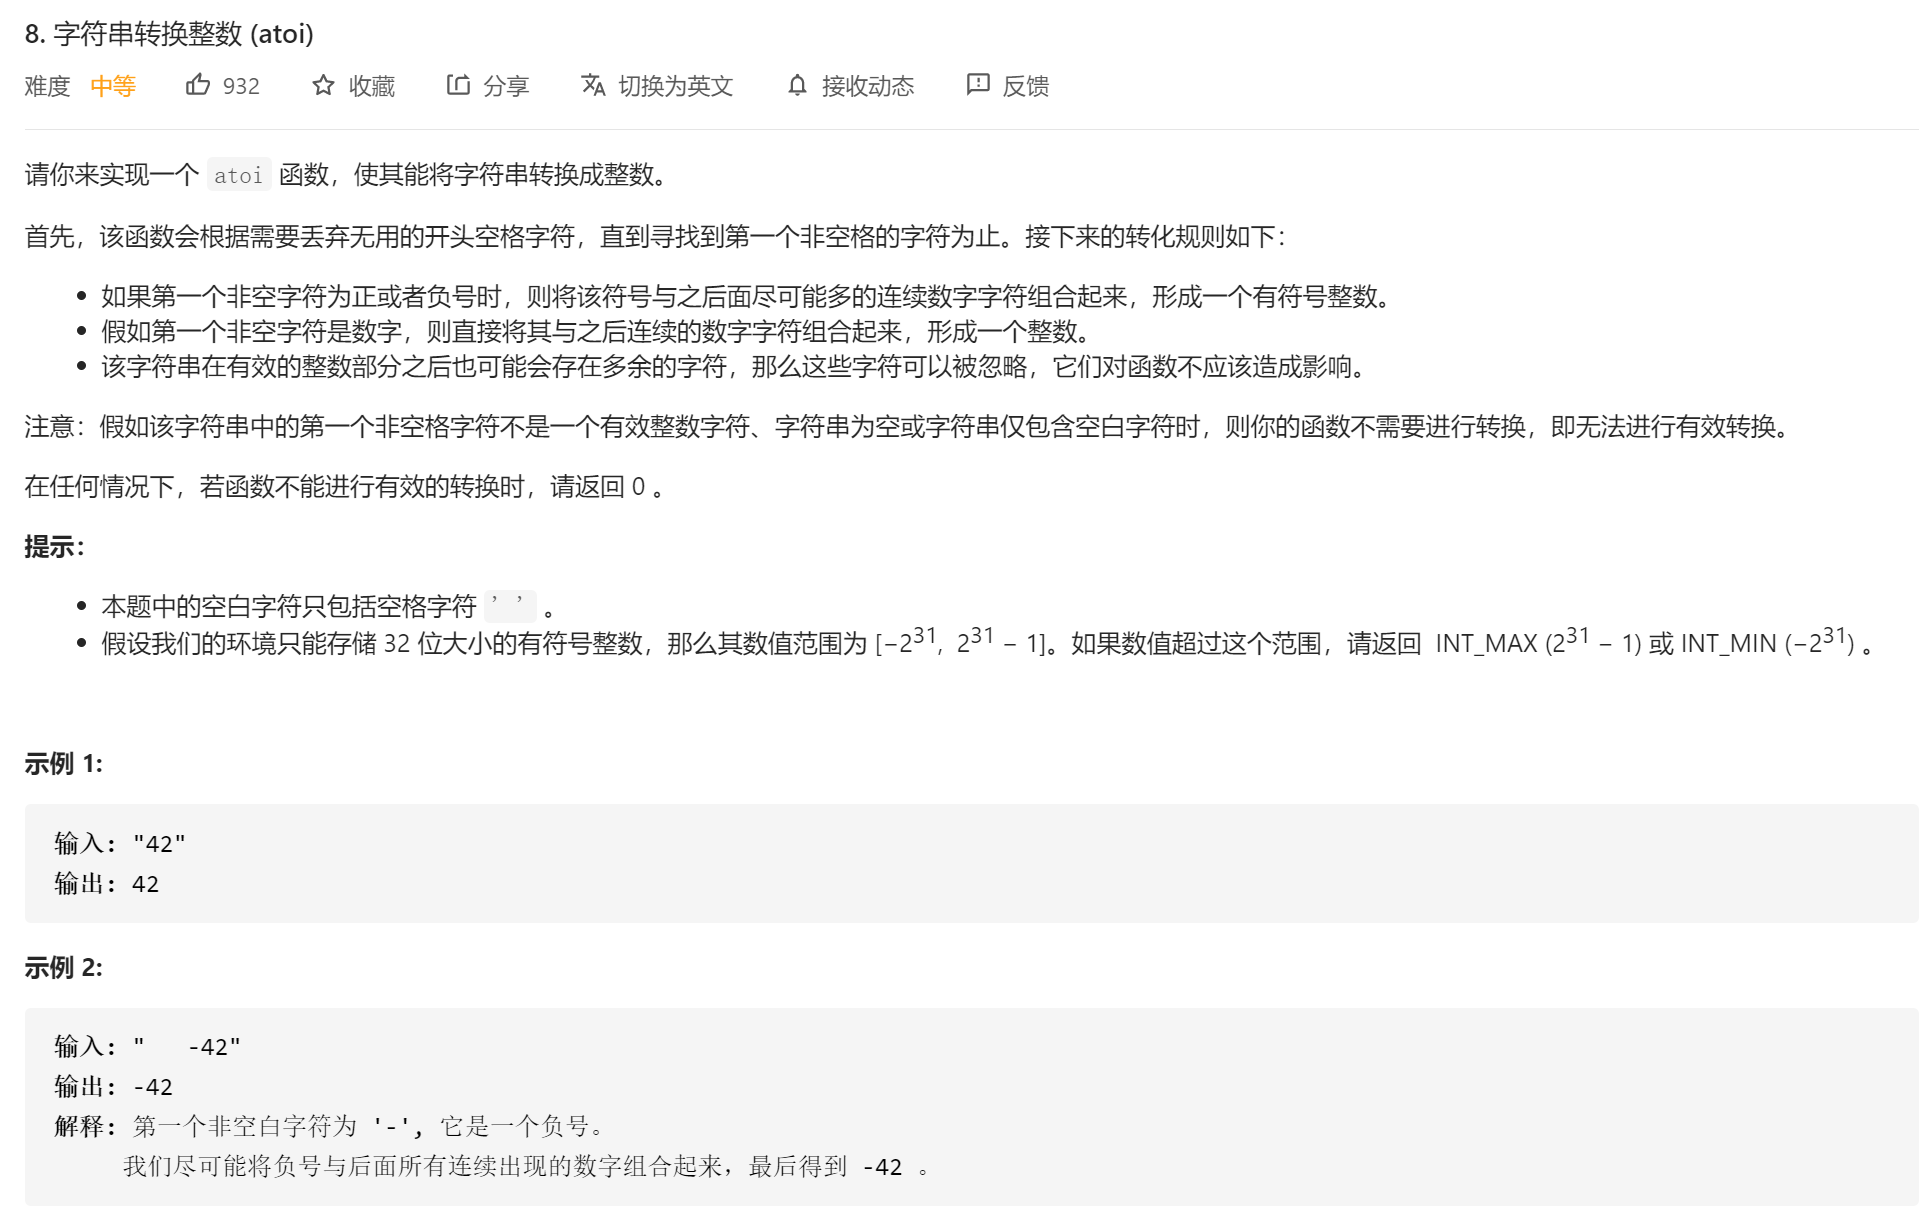 8. 字符串转换整数 (atoi)
难度 中等 932 收藏 分享 切换为英文 接收动态 反馈
请你来实现一个 atoi 函数，使其能将字符串转换成整数。
首先，该函数会根据需要丢弃无用的开头空格字符，直到寻找到第一个非空格的字符为止。接下来的转化规则如下：
• 如果第一个非空字符为正或者负号时，则将该符号与之后面尽可能多的连续数字字符组合起来，形成一个有符号整数。
• 假如第一个非空字符是数字，则直接将其与之后连续的数字字符组合起来，形成一个整数。
• 该字符串在有效的整数部分之后也可能会存在多余的字符，那么这些字符可以被忽略，它们对函数不应该造成影响。
注意：假如该字符串中的第一个非空格字符不是一个有效整数字符、字符串为空或字符串仅包含空白字符时，则你的函数不需要进行转换，即无法进行有效转换。
在任何情况下，若函数不能进行有效的转换时，请返回 0 。
提示：
• 本题中的空白字符只包括空格字符 ' ' 。
• 假设我们的环境只能存储 32 位大小的有符号整数，那么其数值范围为 [−2³¹, 2³¹ − 1]。如果数值超过这个范围，请返回 INT_MAX (2³¹ − 1) 或 INT_MIN (−2³¹) 。
示例 1:
输入: "42"
输出: 42
示例 2:
输入: "   -42"
输出: -42
解释: 第一个非空白字符为 '-', 它是一个负号。
我们尽可能将负号与后面所有连续出现的数字组合起来，最后得到 -42 。